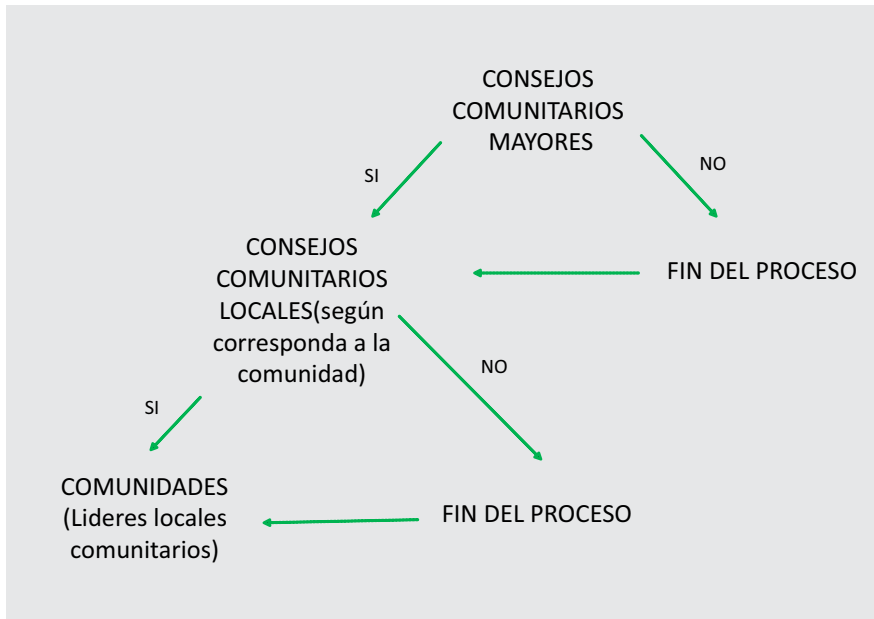 CONSEJOS
COMUNITARIOS
MAYORES
SI
NO
CONSEJOS
COMUNITARIOS
LOCALES(según
corresponda a la
comunidad)
FIN DEL PROCESO
SI
NO
COMUNIDADES
(Lideres locales
comunitarios)
FIN DEL PROCESO